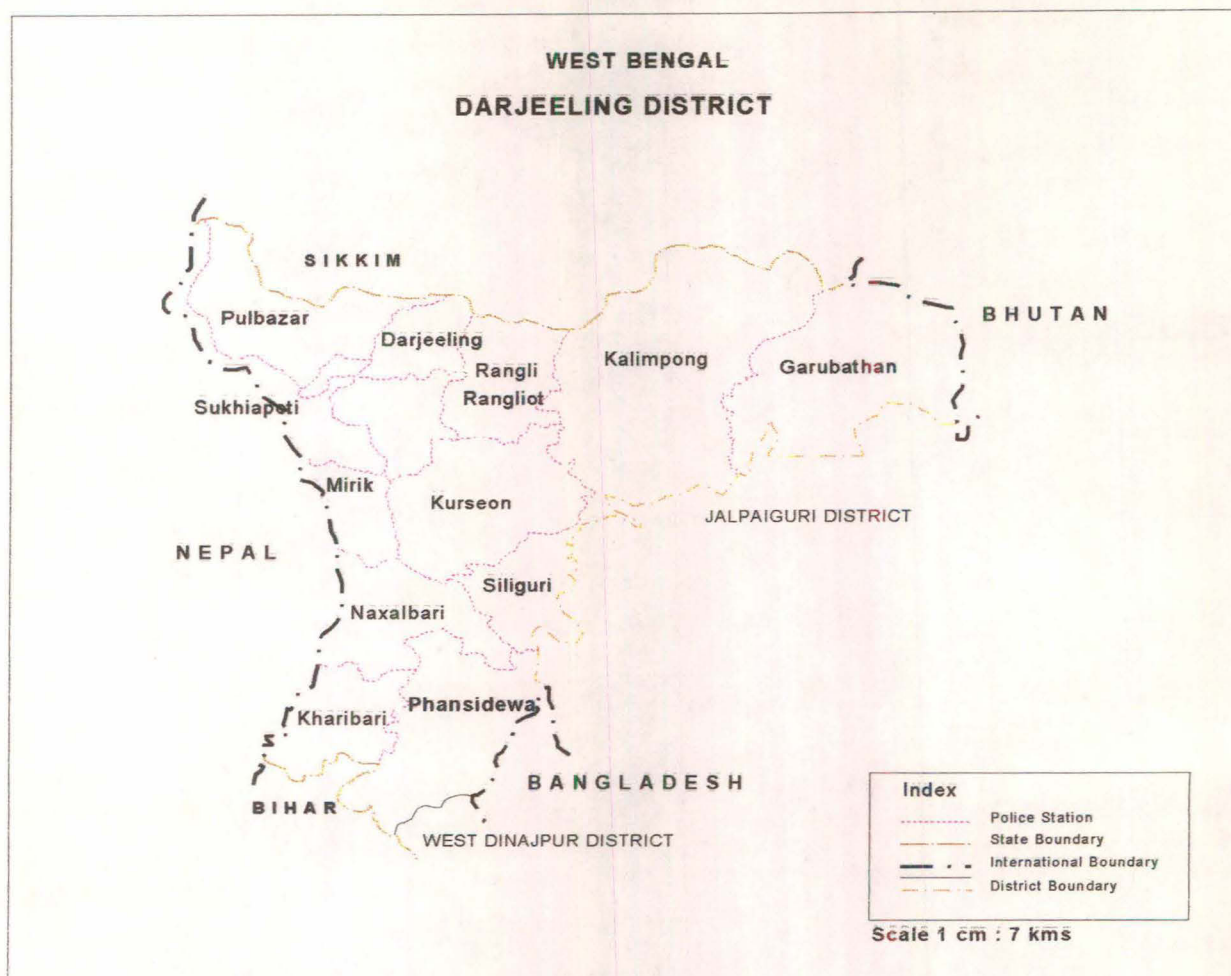 WEST BENGAL
DARJEELING DISTRICT
SIKKIM
BHUTAN
Pulbazar
Darjeeling
Rangli
Rangliot
Kalimpong
Garubathan
Sukhiapoti
Mirik
Kurseon
JALPAIGURI DISTRICT
NEPAL
Siliguri
Naxalbari
Phansidewa
Kharibari
BANGLADESH
BIHAR
WEST DINAJPUR DISTRICT
Index
Police Station
State Boundary
International Boundary
District Boundary
Scale 1 cm : 7 kms